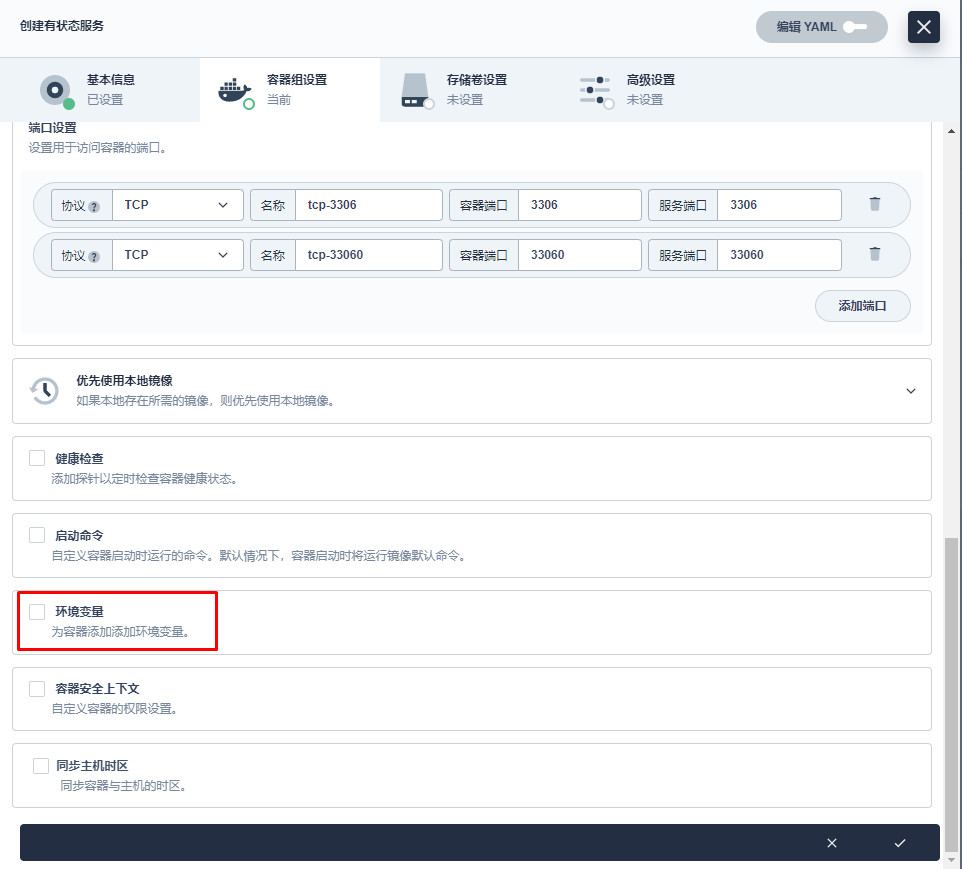 创建有状态服务
编辑 YAML
基本信息
已设置
容器组设置
当前
存储卷设置
未设置
高级设置
未设置
端口设置
设置用于访问容器的端口。
协议 ? TCP 名称 tcp-3306 容器端口 3306 服务端口 3306
协议 ? TCP 名称 tcp-33060 容器端口 33060 服务端口 33060
添加端口
优先使用本地镜像
如果本地存在所需的镜像，则优先使用本地镜像。
健康检查
添加探针以定时检查容器健康状态。
启动命令
自定义容器启动时运行的命令。默认情况下，容器启动时将运行镜像默认命令。
环境变量
为容器添加添加环境变量。
容器安全上下文
自定义容器的权限设置。
同步主机时区
同步容器与主机的时区。